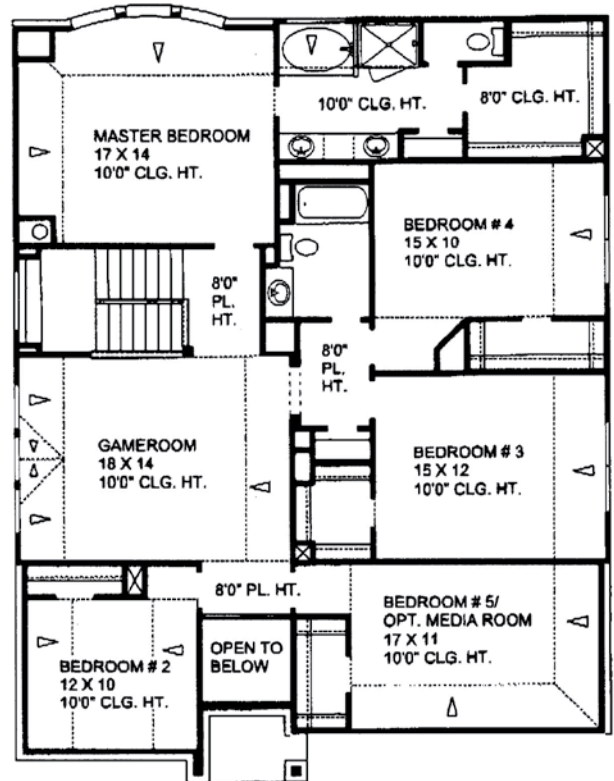 10'0" CLG. HT.
8'0" CLG. HT.
MASTER BEDROOM
17 X 14
10'0" CLG. HT.
BEDROOM # 4
15 X 10
10'0" CLG. HT.
8'0"
PL.
HT.
8'0"
PL.
HT.
GAMEROOM
18 X 14
10'0" CLG. HT.
BEDROOM # 3
15 X 12
10'0" CLG. HT.
8'0" PL. HT.
BEDROOM # 5/
OPT. MEDIA ROOM
17 X 11
10'0" CLG. HT.
BEDROOM # 2
12 X 10
10'0" CLG. HT.
OPEN TO
BELOW